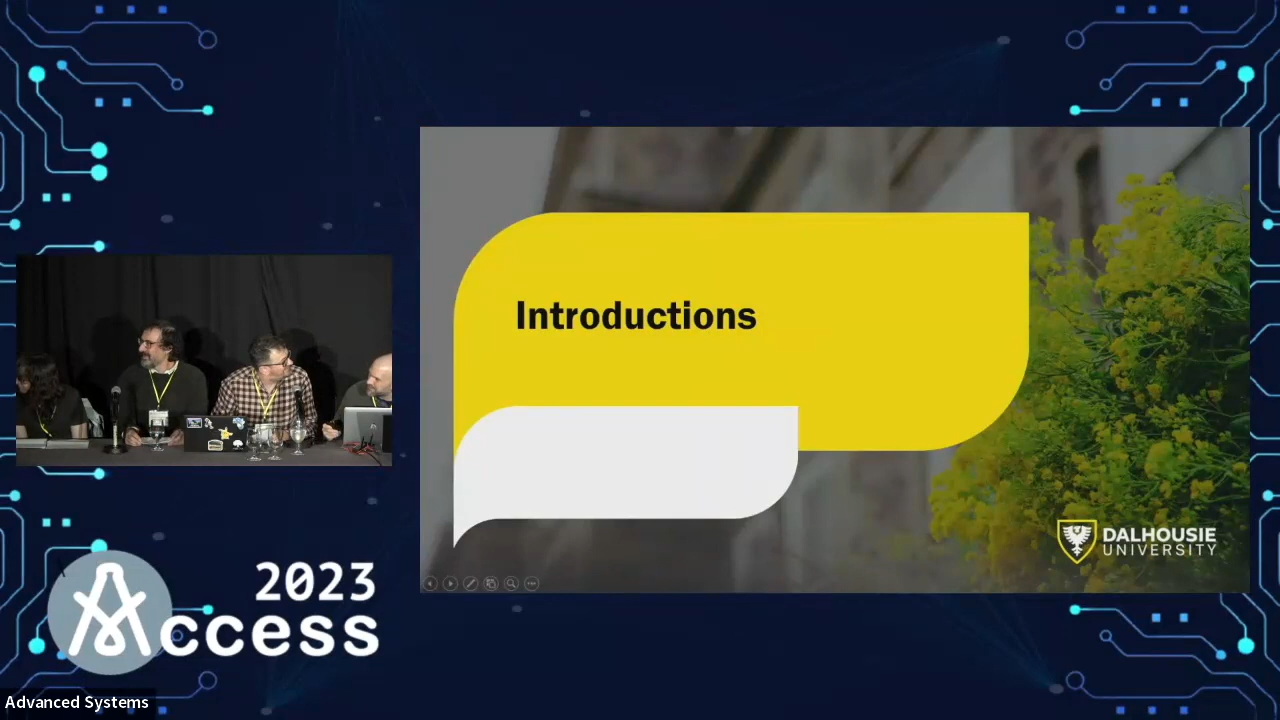 Introductions
DALHOUSIE
UNIVERSITY
2023
Access
Advanced Systems